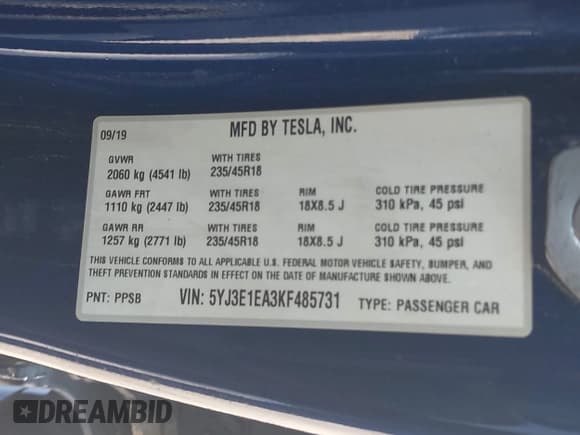 09/19 MFD BY TESLA, INC.
GVWR WITH TIRES
2060 kg (4541 lb) 235/45R18
GAWR FRT WITH TIRES RIM COLD TIRE PRESSURE
1110 kg (2447 lb) 235/45R18 18X8.5 J 310 kPa, 45 psi
GAWR RR WITH TIRES RIM COLD TIRE PRESSURE
1257 kg (2771 lb) 235/45R18 18X8.5 J 310 kPa, 45 psi
THIS VEHICLE CONFORMS TO ALL APPLICABLE U.S. FEDERAL MOTOR VEHICLE SAFETY, BUMPER, AND
THEFT PREVENTION STANDARDS IN EFFECT ON THE DATE OF MANUFACTURE SHOWN ABOVE.
PNT: PPSB VIN: 5YJ3E1EA3KF485731 TYPE: PASSENGER CAR
DREAMBID